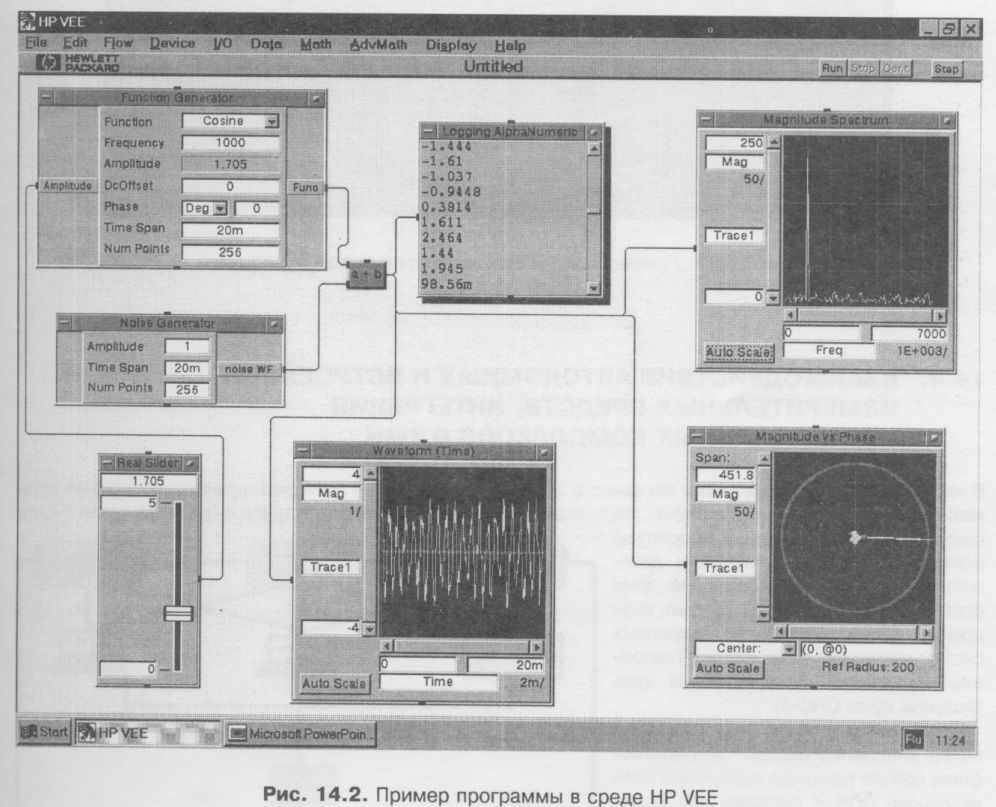 HP VEE
File Edit Flow Device I/O Data Math AdvMath Display Help
HEWLETT PACKARD
Untitled
Run Stop Cont Step
Function Generator
Function Cosine
Frequency 1000
Amplitude 1.705
Amplitude
DcOffset 0
Func
Phase Deg 0
Time Span 20m
Num Points 256
Logging AlphaNumeric
-1.444
-1.61
-1.037
-0.9448
0.3814
1.611
2.464
1.44
1.945
98.56m
Magnitude Spectrum
250
Mag
50/
Trace1
0
0 7000
Auto Scale Freq 1E+003/
a + b
Noise Generator
Amplitude 1
Time Span 20m
noise WF
Num Points 256
Real Slider
1.705
5
0
Waveform (Time)
4
Mag
1/
Trace1
-4
0 20m
Auto Scale Time 2m/
Magnitude Vs Phase
Span:
451.8
Mag
50/
Trace1
Center: (0, @0)
Auto Scale Ref Radius: 200
Start HP VEE Microsoft PowerPoin... Ru 11:24
Рис. 14.2. Пример программы в среде HP VEE